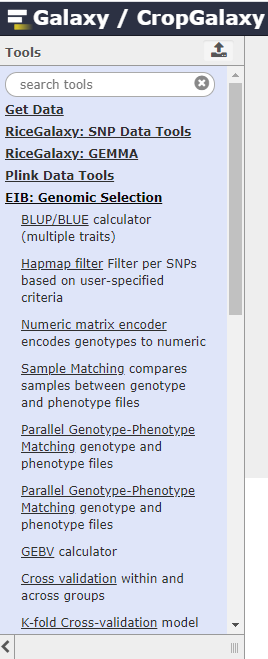 Galaxy / CropGalaxy
Tools
search tools
Get Data
RiceGalaxy: SNP Data Tools
RiceGalaxy: GEMMA
Plink Data Tools
EIB: Genomic Selection
BLUP/BLUE calculator
(multiple traits)
Hapmap filter Filter per SNPs
based on user-specified
criteria
Numeric matrix encoder
encodes genotypes to numeric
Sample Matching compares
samples between genotype
and phenotype files
Parallel Genotype-Phenotype
Matching genotype and
phenotype files
Parallel Genotype-Phenotype
Matching genotype and
phenotype files
GEBV calculator
Cross validation within and
across groups
K-fold Cross-validation model